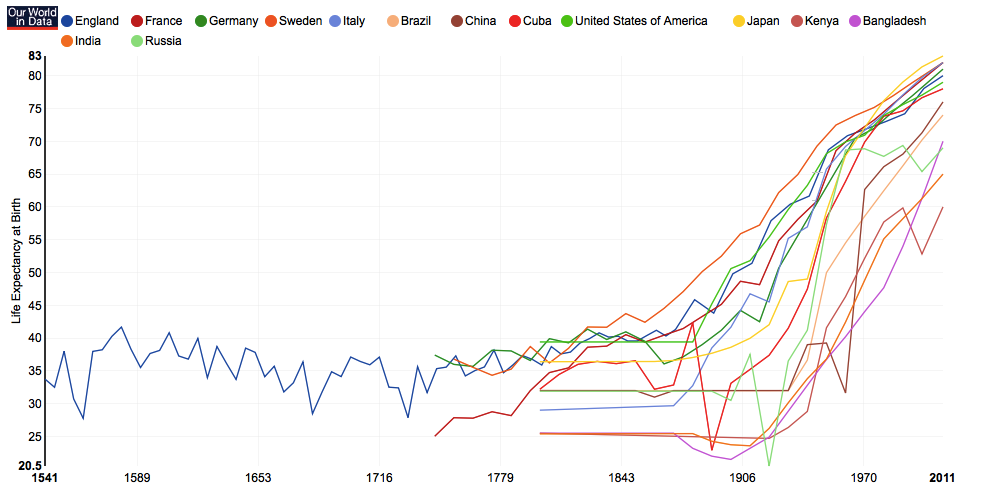 Our World
in Data
England France Germany Sweden Italy Brazil China Cuba United States of America Japan Kenya Bangladesh
India Russia
Life Expectancy at Birth
83
80
75
70
65
60
55
50
45
40
35
30
25
20.5
1541 1589 1653 1716 1779 1843 1906 1970 2011